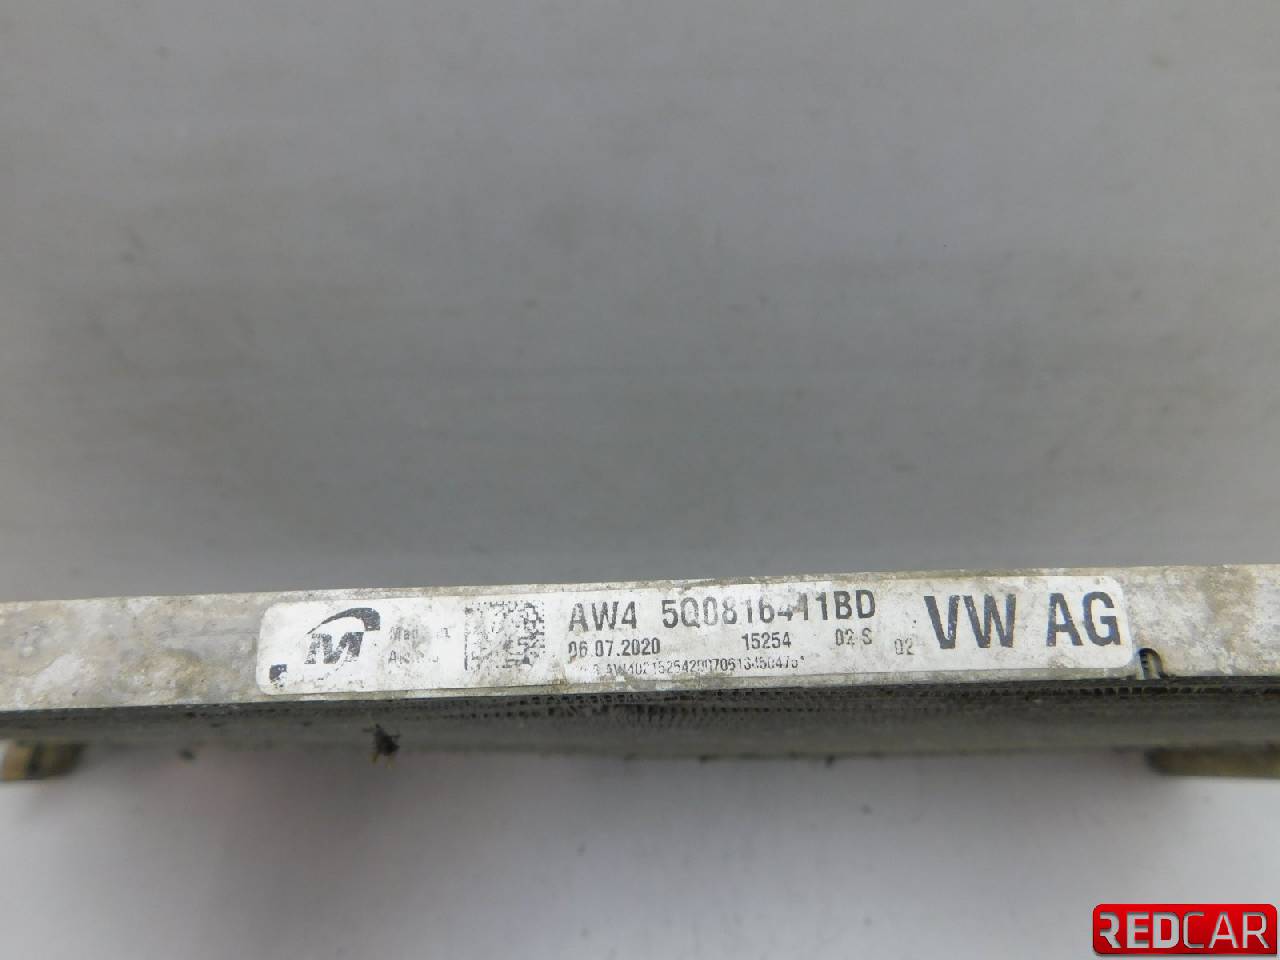 M
AW4 5Q0816411BD
06.07.2020 15254 02 S 02
VW AG
REDCAR